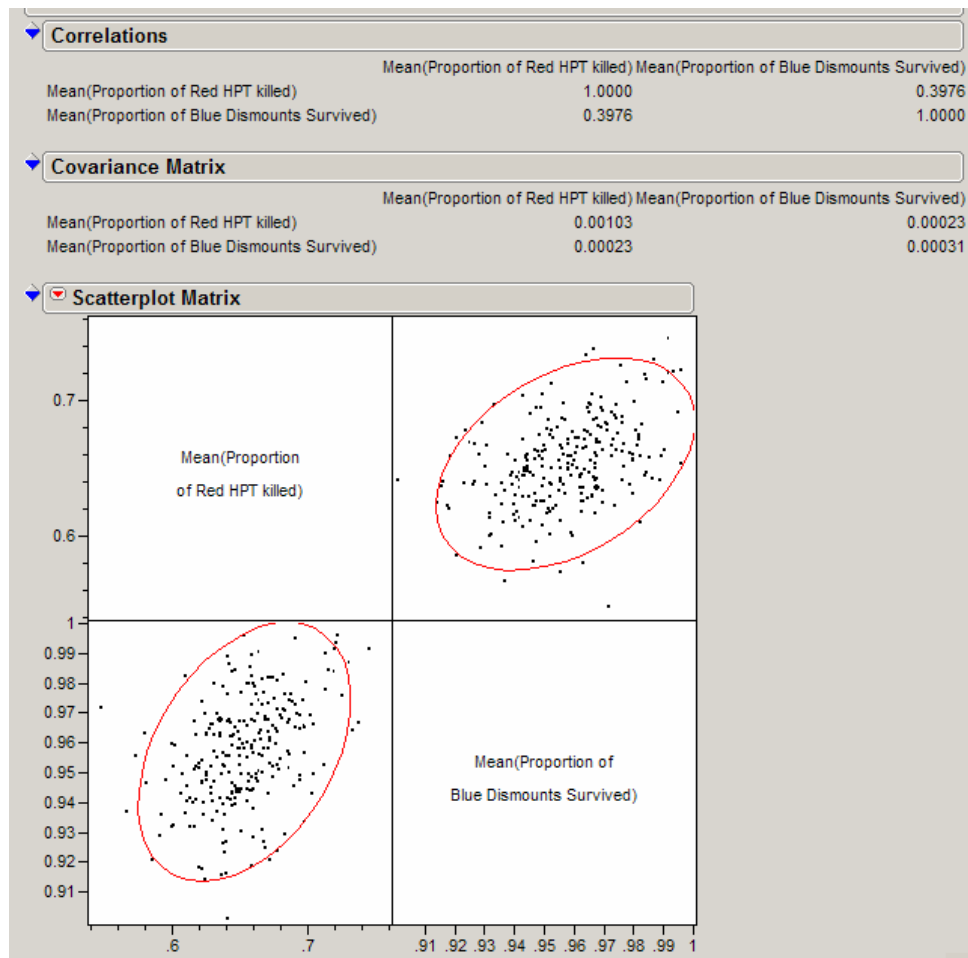 Correlations
Mean(Proportion of Red HPT killed) Mean(Proportion of Blue Dismounts Survived)
Mean(Proportion of Red HPT killed) 1.0000 0.3976
Mean(Proportion of Blue Dismounts Survived) 0.3976 1.0000
Covariance Matrix
Mean(Proportion of Red HPT killed) Mean(Proportion of Blue Dismounts Survived)
Mean(Proportion of Red HPT killed) 0.00103 0.00023
Mean(Proportion of Blue Dismounts Survived) 0.00023 0.00031
Scatterplot Matrix
0.7
Mean(Proportion
of Red HPT killed)
0.6
1
0.99
0.98
0.97
0.96
0.95
0.94
0.93
0.92
0.91
Mean(Proportion of
Blue Dismounts Survived)
.6 .7 .91 .92 .93 .94 .95 .96 .97 .98 .99 1